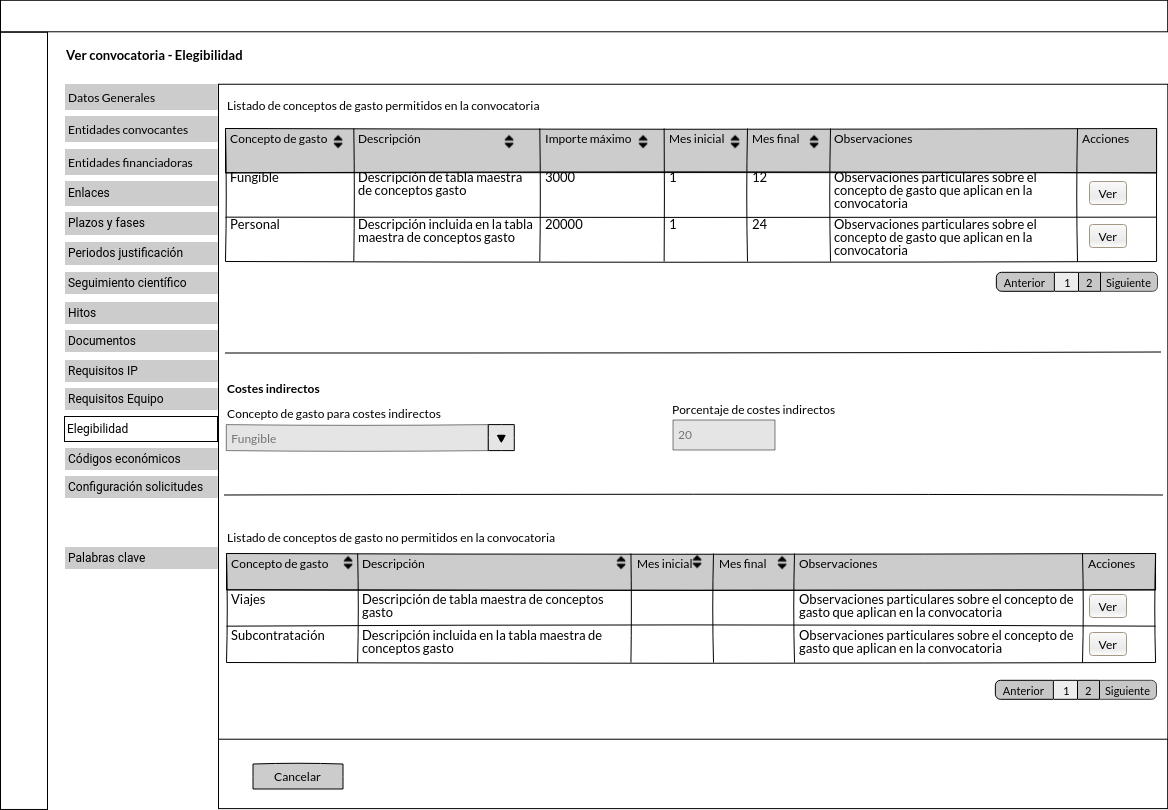 Ver convocatoria - Elegibilidad
Datos Generales
Entidades convocantes
Entidades financiadoras
Enlaces
Plazos y fases
Periodos justificación
Seguimiento científico
Hitos
Documentos
Requisitos IP
Requisitos Equipo
Elegibilidad
Códigos económicos
Configuración solicitudes
Palabras clave
Listado de conceptos de gasto permitidos en la convocatoria
Concepto de gasto Descripción Importe máximo Mes inicial Mes final Observaciones Acciones
Fungible Descripción de tabla maestra 3000 1 12 Observaciones particulares sobre el
de conceptos gasto concepto de gasto que aplican en la Ver
convocatoria
Personal Descripción incluida en la tabla 20000 1 24 Observaciones particulares sobre el
maestra de conceptos gasto concepto de gasto que aplican en la Ver
convocatoria
Anterior 1 2 Siguiente
Costes indirectos
Concepto de gasto para costes indirectos Porcentaje de costes indirectos
Fungible 20
Listado de conceptos de gasto no permitidos en la convocatoria
Concepto de gasto Descripción Mes inicial Mes final Observaciones Acciones
Viajes Descripción de tabla maestra de conceptos Observaciones particulares sobre el concepto de Ver
gasto gasto que aplican en la convocatoria
Subcontratación Descripción incluida en la tabla maestra de Observaciones particulares sobre el concepto de Ver
conceptos gasto gasto que aplican en la convocatoria
Anterior 1 2 Siguiente
Cancelar